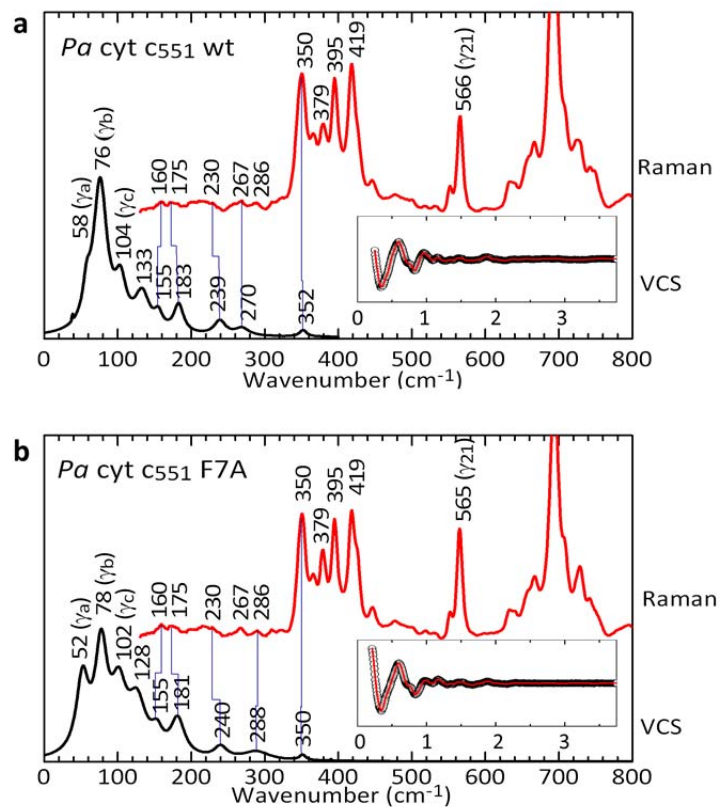 a
Pa cyt c551 wt
350
395
419
379
566 (γ21)
76 (γb)
58 (γa)
104 (γc)
160
175
230
267
286
Raman
133
155
183
239
270
352
VCS
0 1 2 3
0 100 200 300 400 500 600 700 800
Wavenumber (cm-1)
b
Pa cyt c551 F7A
350
395
419
379
565 (γ21)
78 (γb)
52 (γa)
102 (γc)
160
175
230
267
286
Raman
128
155
181
240
288
350
VCS
0 1 2 3
0 100 200 300 400 500 600 700 800
Wavenumber (cm-1)